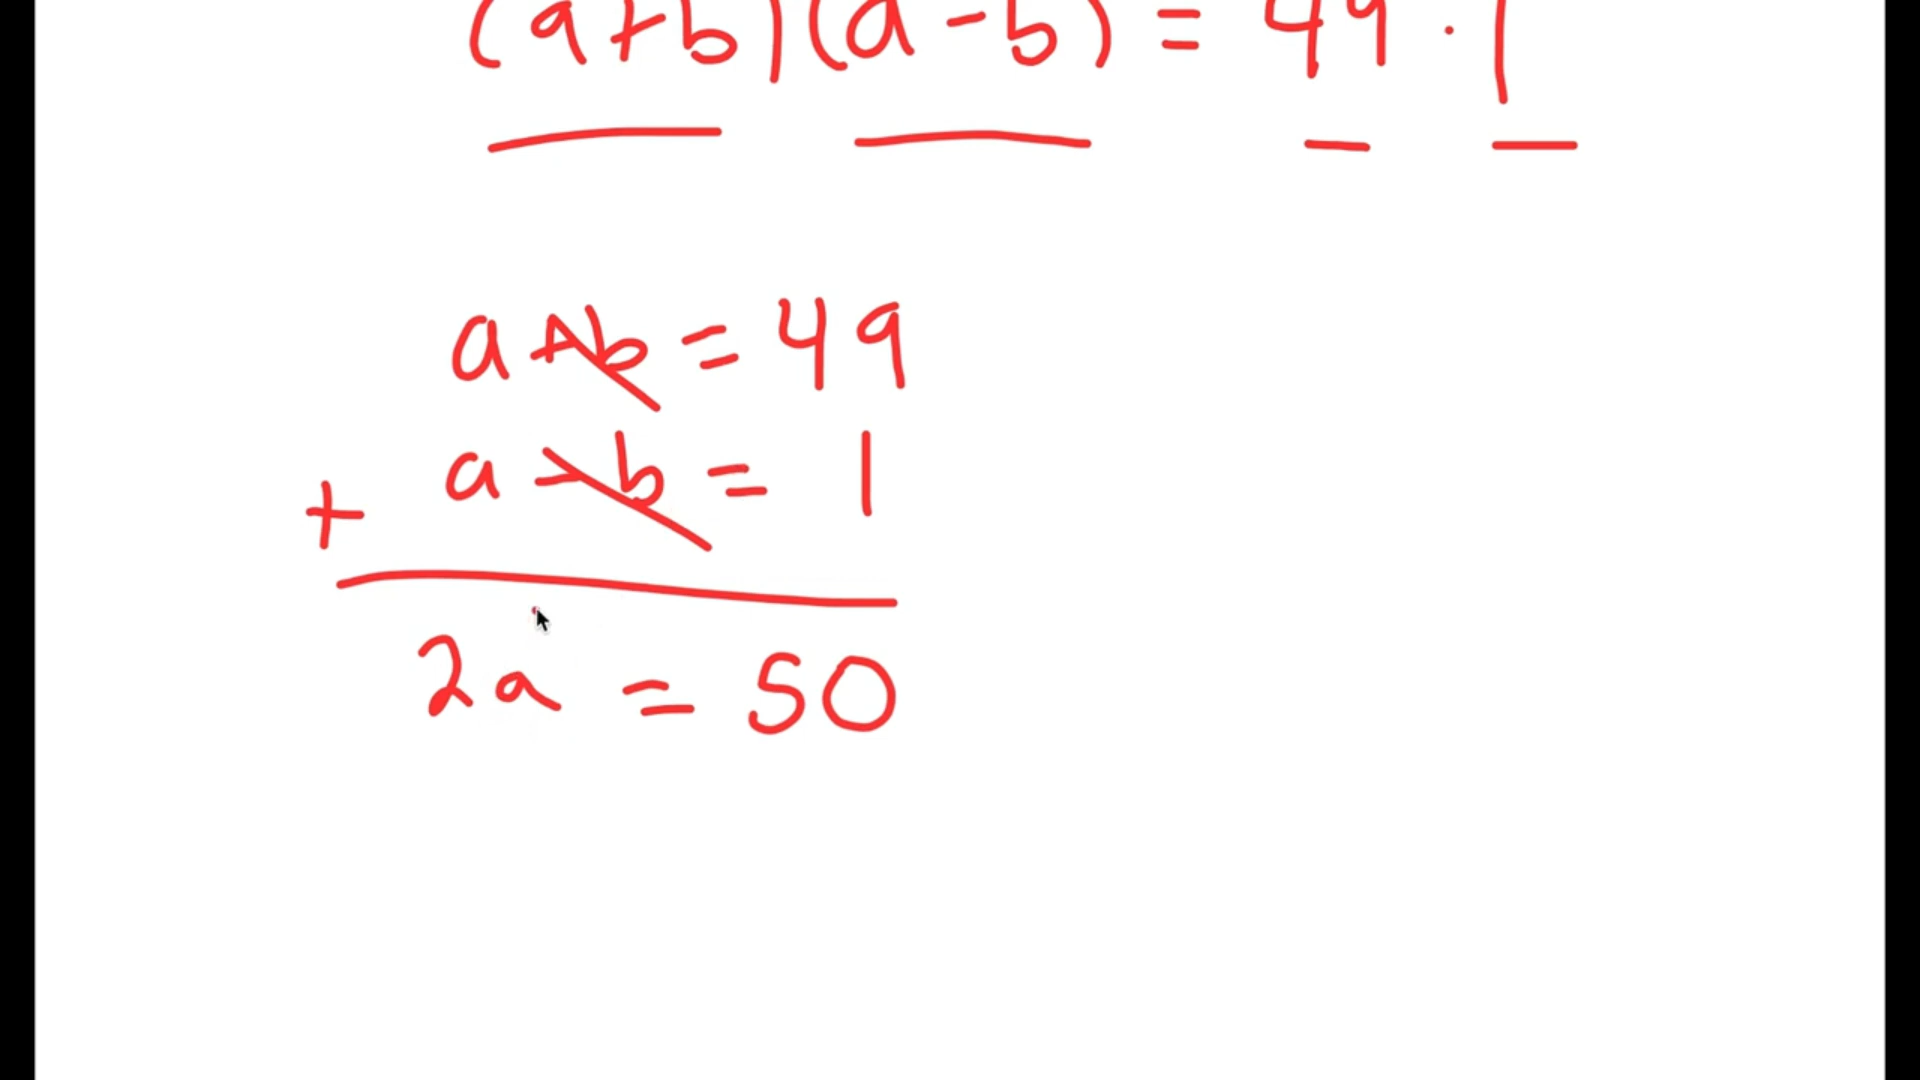 (a+b)(a-b) = 49 · 1
a+b = 49
+ a-b = 1
2a = 50